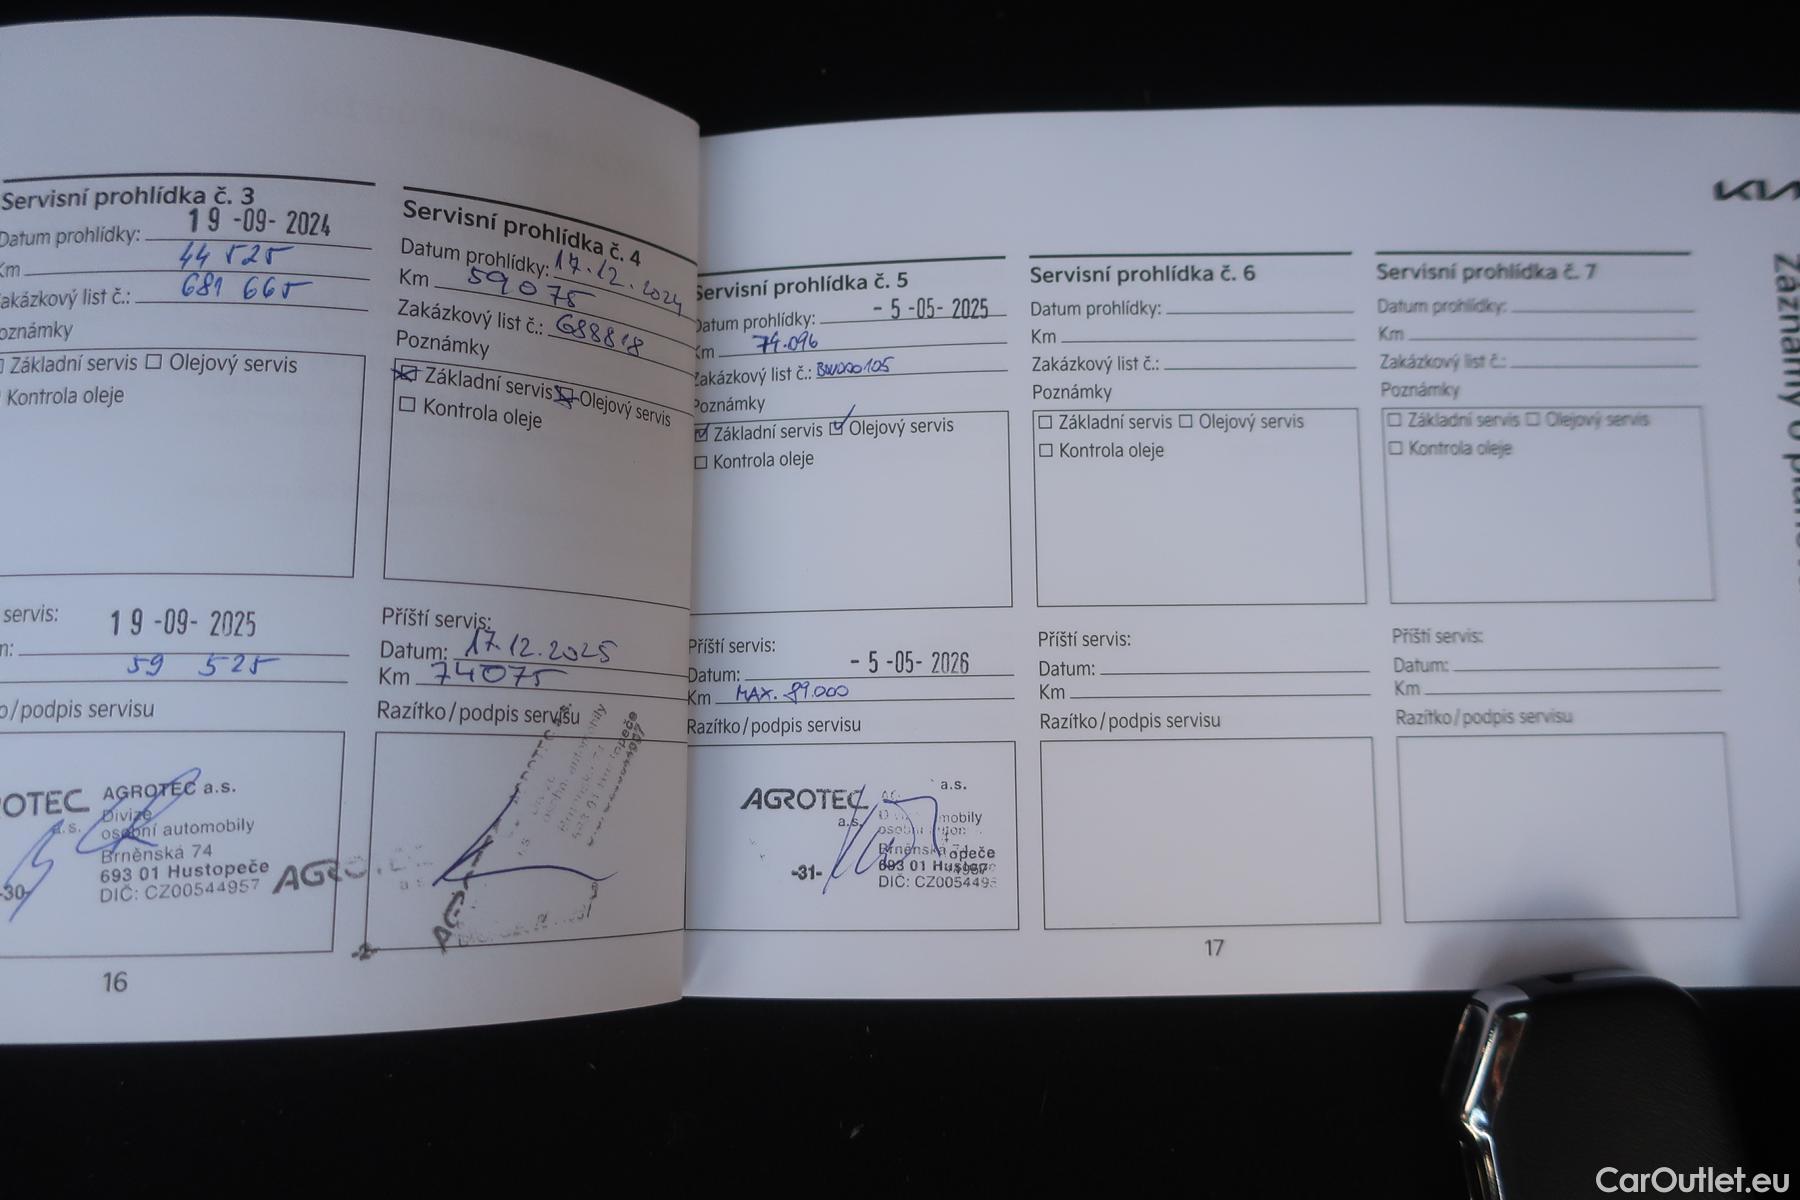 Servisní prohlídka č. 3
Datum prohlídky: 19-09-2024
Km 44 525
Zakázkový list č.: 681 665
Poznámky
Základní servis ☐ Olejový servis
Kontrola oleje
servis:
19-09-2025
59 525
/podpis servisu
AGROTEC a.s.
AGROTEC a.s.
Divize
osobní automobily
Brněnská 74
693 01 Hustopeče
DIČ: CZ00544957
-30-
16
Servisní prohlídka č. 4
Datum prohlídky: 17.12.2024
Km 59075
Zakázkový list č.: 688818
Poznámky
☒ Základní servis ☒ Olejový servis
☐ Kontrola oleje
Příští servis:
Datum: 17.12.2025
Km 74075
Razítko/podpis servisu
-2-
Servisní prohlídka č. 5
Datum prohlídky: -5-05-2025
Km 74.096
Zakázkový list č.:
Poznámky
☑ Základní servis ☑ Olejový servis
☐ Kontrola oleje
Příští servis:
Datum: -5-05-2026
Km MAX. 89.000
Razítko/podpis servisu
AGROTEC a.s.
a.s.
Brněnská 74
693 01 Hustopeče
-31-
Servisní prohlídka č. 6
Datum prohlídky:
Km
Zakázkový list č.:
Poznámky
☐ Základní servis ☐ Olejový servis
☐ Kontrola oleje
Příští servis:
Datum:
Km
Razítko/podpis servisu
17
KIA
Servisní prohlídka č. 7
Datum prohlídky:
Km
Zakázkový list č.:
Poznámky
☐ Základní servis ☐ Olejový servis
☐ Kontrola oleje
Příští servis:
Datum:
Km
Razítko/podpis servisu
Záznamy o
CarOutlet.eu